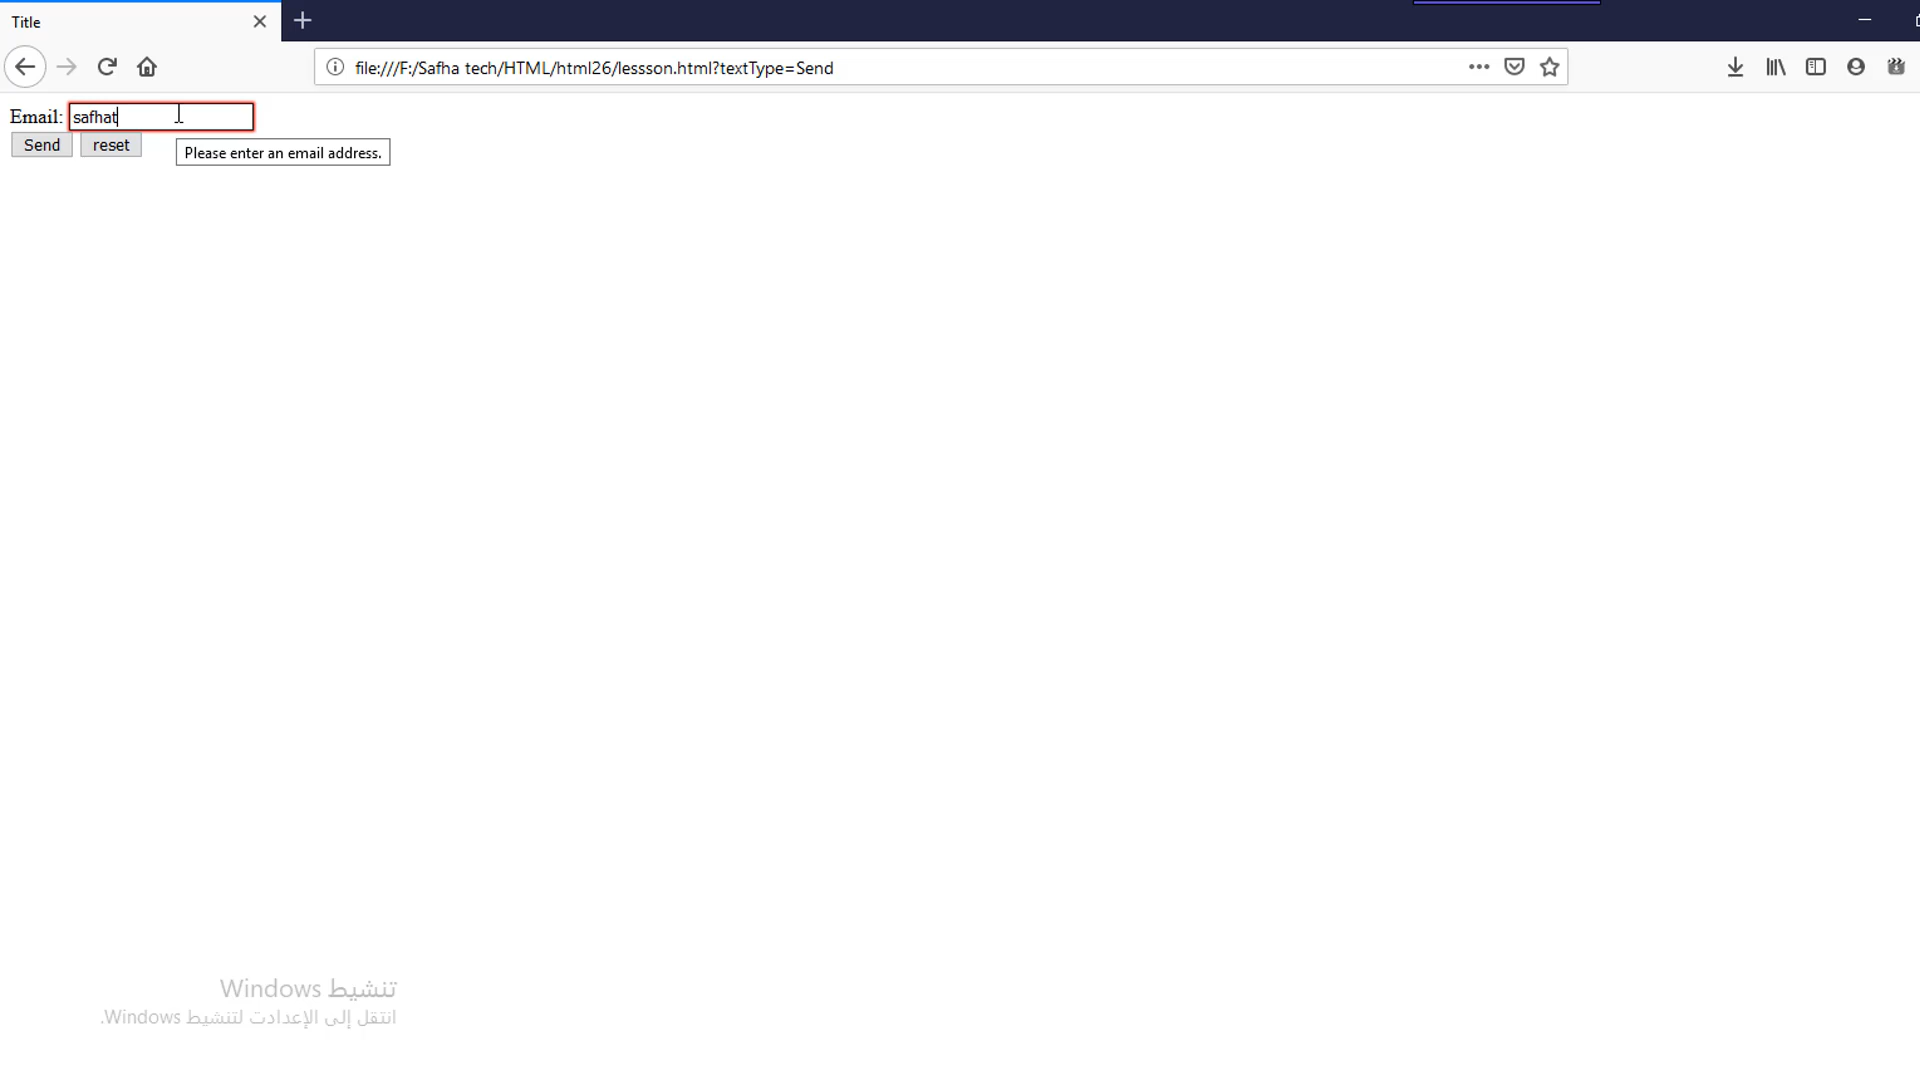 Title
file:///F:/Safha tech/HTML/html26/lessson.html?textType=Send
Email: safhat
Send reset
Please enter an email address.
تنشيط Windows
انتقل إلى الإعدادت لتنشيط Windows.